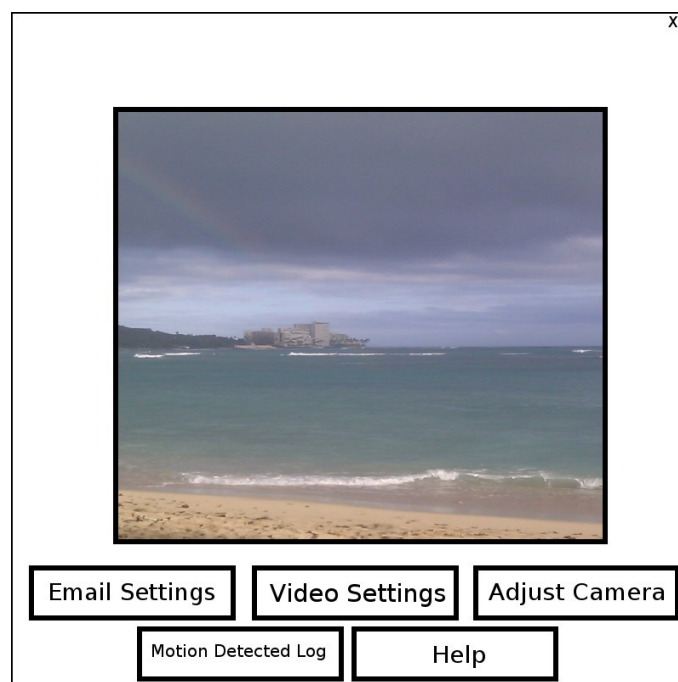 X
Email Settings
Video Settings
Adjust Camera
Motion Detected Log
Help